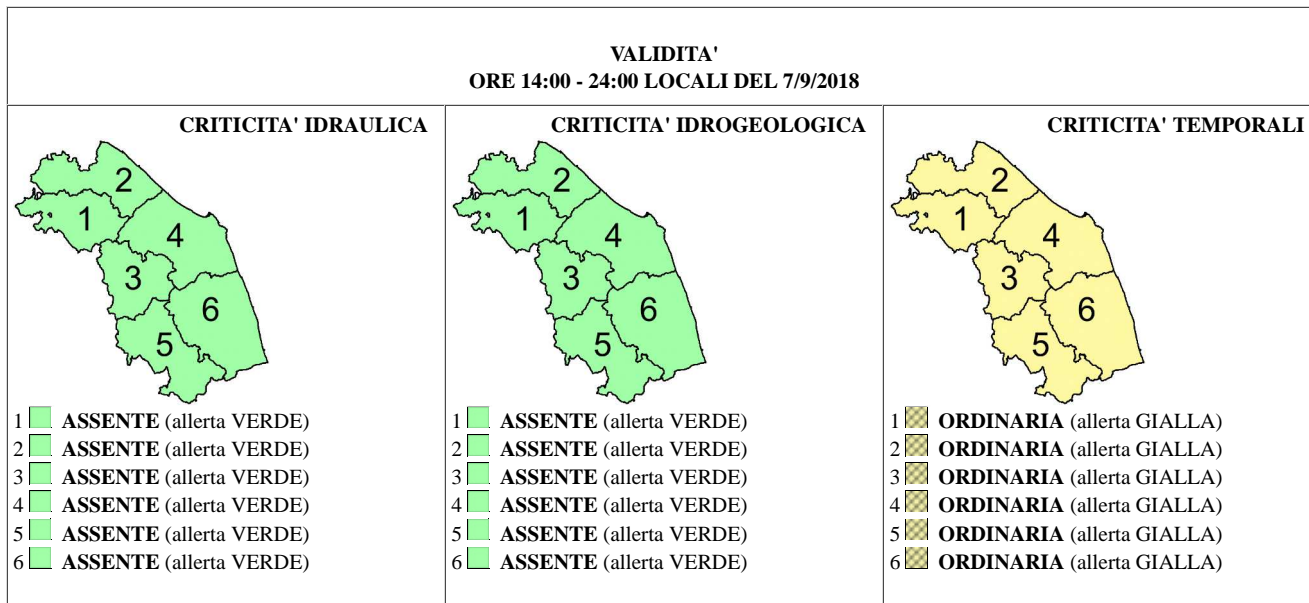 VALIDITA'
ORE 14:00 - 24:00 LOCALI DEL 7/9/2018
CRITICITA' IDRAULICA
2
1
4
3
6
5
1 ASSENTE (allerta VERDE)
2 ASSENTE (allerta VERDE)
3 ASSENTE (allerta VERDE)
4 ASSENTE (allerta VERDE)
5 ASSENTE (allerta VERDE)
6 ASSENTE (allerta VERDE)
CRITICITA' IDROGEOLOGICA
2
1
4
3
6
5
1 ASSENTE (allerta VERDE)
2 ASSENTE (allerta VERDE)
3 ASSENTE (allerta VERDE)
4 ASSENTE (allerta VERDE)
5 ASSENTE (allerta VERDE)
6 ASSENTE (allerta VERDE)
CRITICITA' TEMPORALI
2
1
4
3
6
5
1 ORDINARIA (allerta GIALLA)
2 ORDINARIA (allerta GIALLA)
3 ORDINARIA (allerta GIALLA)
4 ORDINARIA (allerta GIALLA)
5 ORDINARIA (allerta GIALLA)
6 ORDINARIA (allerta GIALLA)